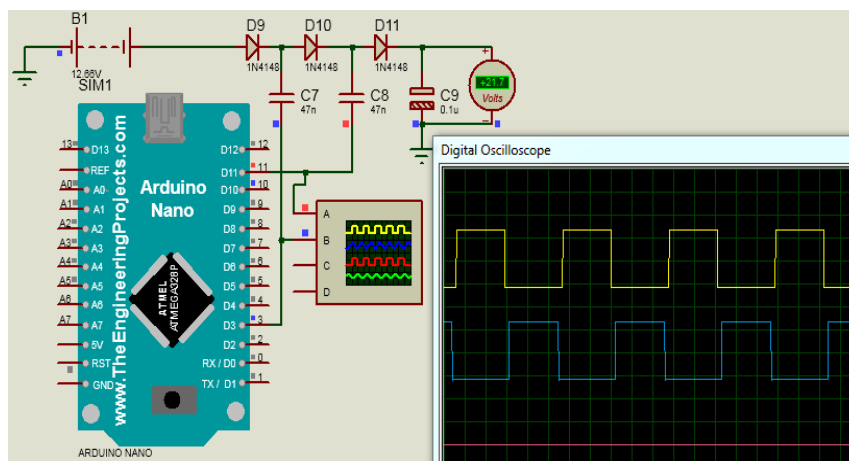 B1
12.66V
SIM1
D9
1N4148
D10
1N4148
D11
1N4148
C7
47n
C8
47n
C9
0.1u
+21.7
Volts
+
www.TheEngineeringProjects.com
Arduino
Nano
ATMEL
ATMEGA328P
13 D13
REF
A0 A0
A1 A1
A2 A2
A3 A3
A4 A4
A5 A5
A6 A6
A7 A7
5V
RST
GND
D12 12
D11 11
D10 10
D9 9
D8 8
D7 7
D6 6
D5 5
D4 4
D3 3
D2 2
RX / D0 0
TX / D1 1
ARDUINO NANO
A
B
C
D
Digital Oscilloscope